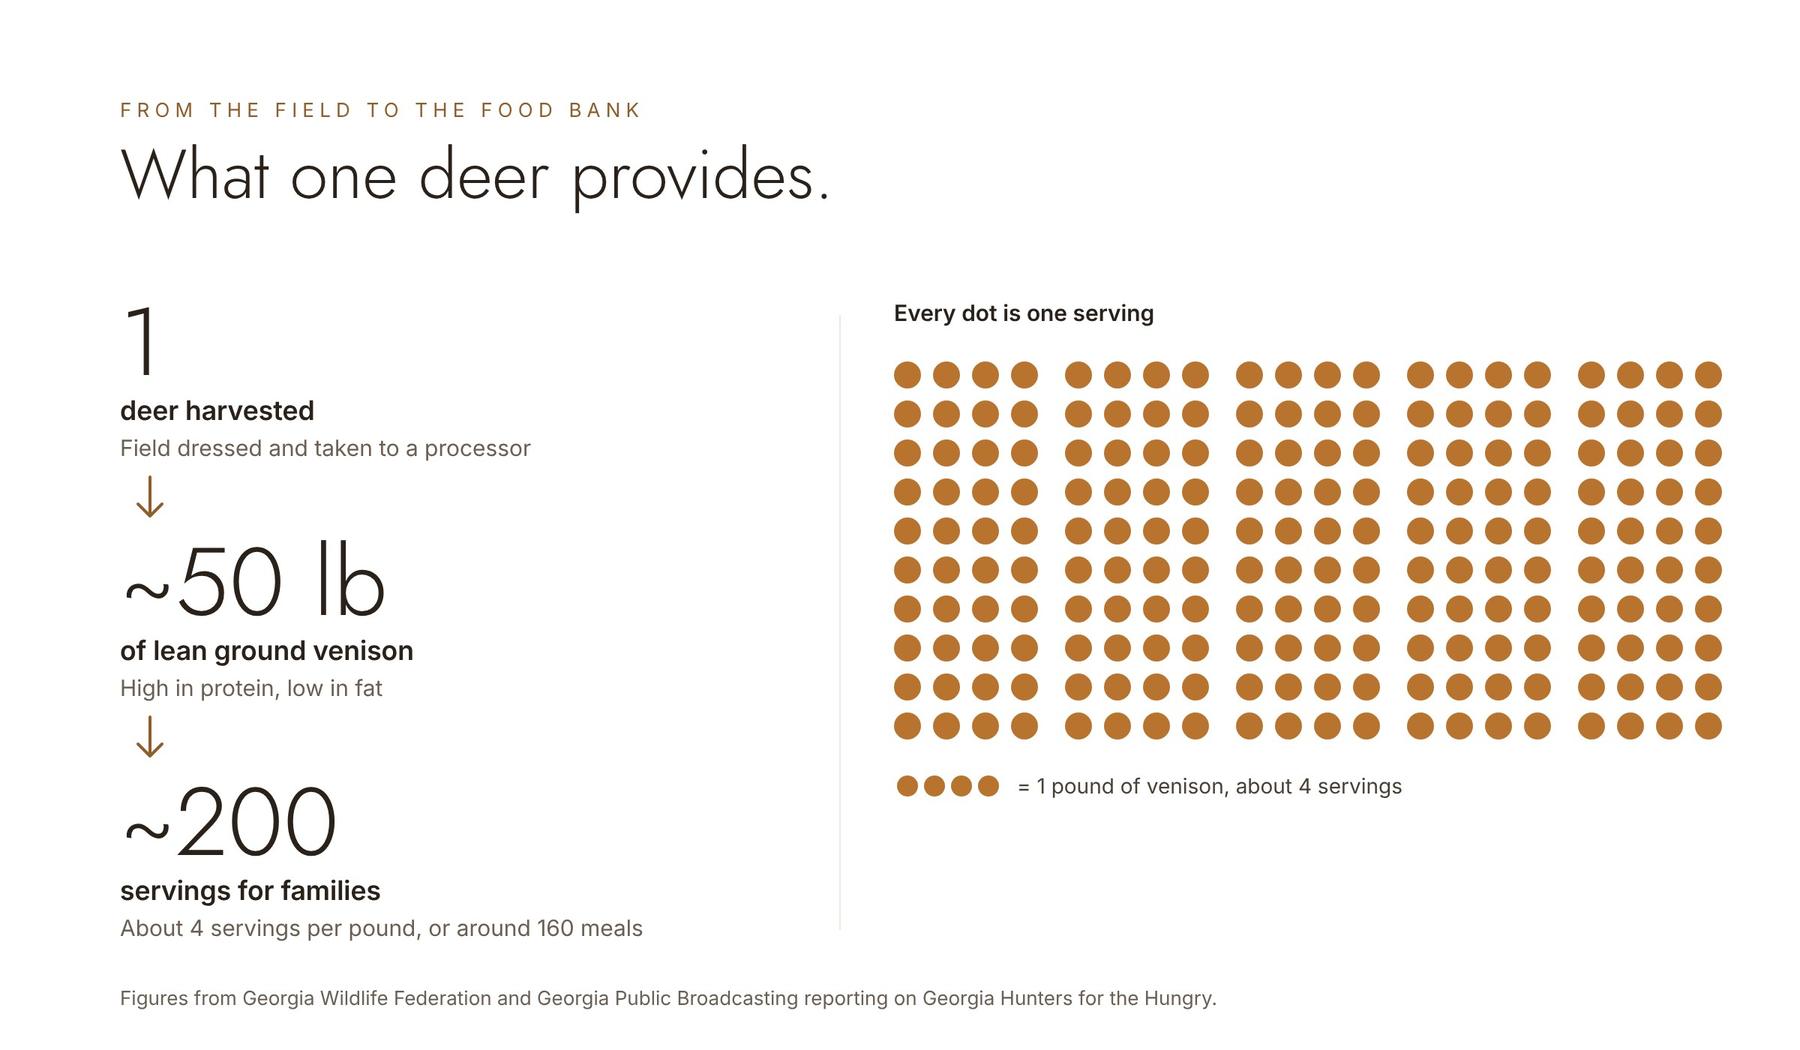 FROM THE FIELD TO THE FOOD BANK
What one deer provides.
1
deer harvested
Field dressed and taken to a processor
~50 lb
of lean ground venison
High in protein, low in fat
~200
servings for families
About 4 servings per pound, or around 160 meals
Every dot is one serving
= 1 pound of venison, about 4 servings
Figures from Georgia Wildlife Federation and Georgia Public Broadcasting reporting on Georgia Hunters for the Hungry.